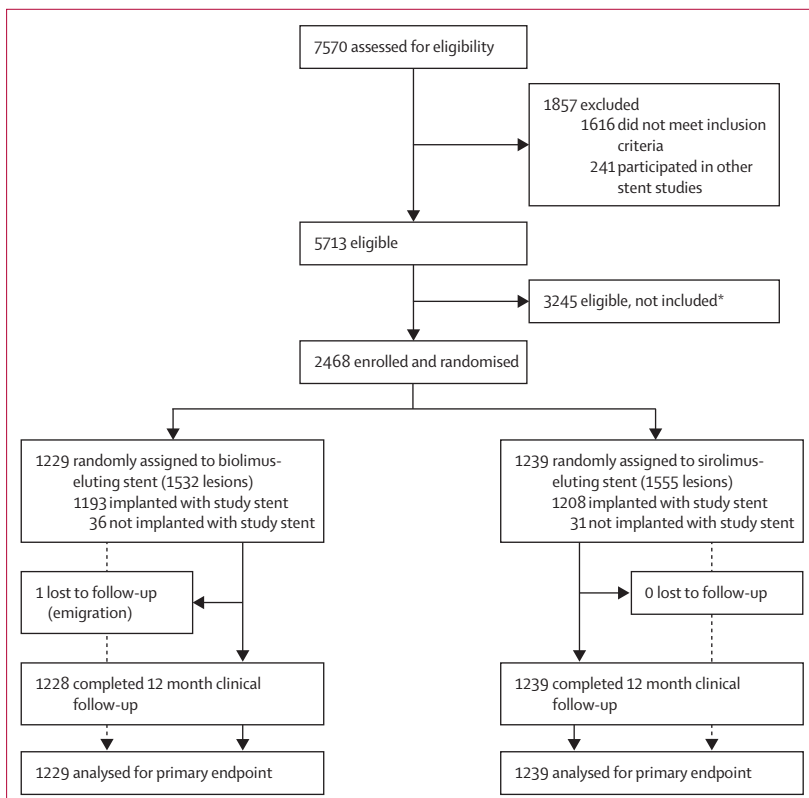 7570 assessed for eligibility
1857 excluded
1616 did not meet inclusion
criteria
241 participated in other
stent studies
5713 eligible
3245 eligible, not included*
2468 enrolled and randomised
1229 randomly assigned to biolimus-
eluting stent (1532 lesions)
1193 implanted with study stent
36 not implanted with study stent
1239 randomly assigned to sirolimus-
eluting stent (1555 lesions)
1208 implanted with study stent
31 not implanted with study stent
1 lost to follow-up
(emigration)
0 lost to follow-up
1228 completed 12 month clinical
follow-up
1239 completed 12 month clinical
follow-up
1229 analysed for primary endpoint
1239 analysed for primary endpoint